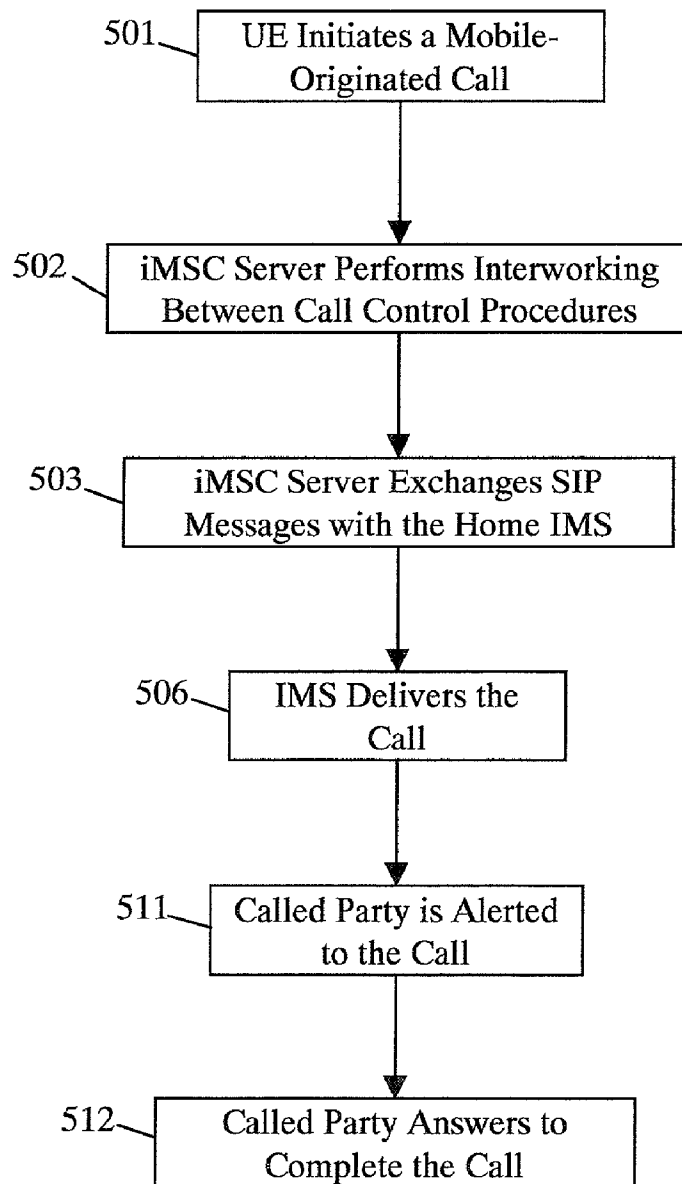 501
UE Initiates a Mobile-
Originated Call
502
iMSC Server Performs Interworking
Between Call Control Procedures
503
iMSC Server Exchanges SIP
Messages with the Home IMS
506
IMS Delivers the
Call
511
Called Party is Alerted
to the Call
512
Called Party Answers to
Complete the Call